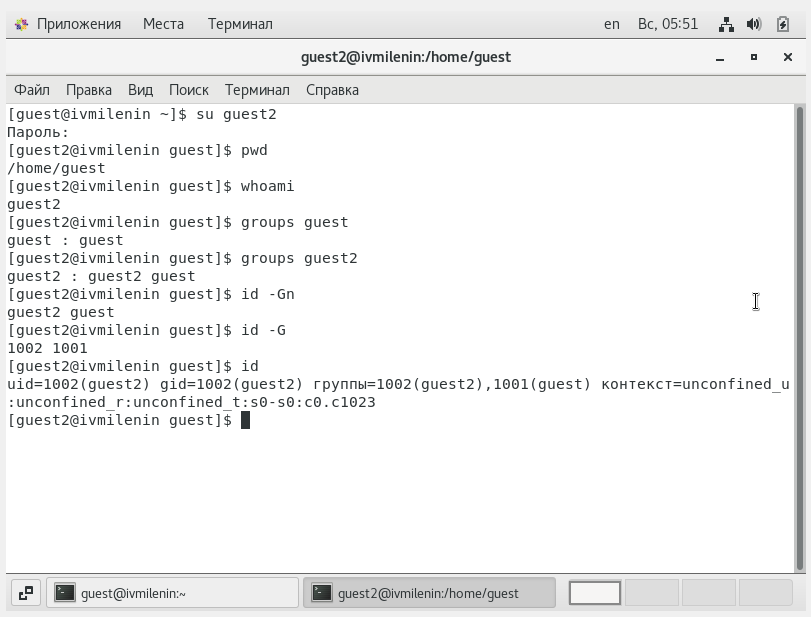 Приложения Места Терминал en Вс, 05:51
guest2@ivmilenin:/home/guest
Файл Правка Вид Поиск Терминал Справка
[guest@ivmilenin ~]$ su guest2
Пароль:
[guest2@ivmilenin guest]$ pwd
/home/guest
[guest2@ivmilenin guest]$ whoami
guest2
[guest2@ivmilenin guest]$ groups guest
guest : guest
[guest2@ivmilenin guest]$ groups guest2
guest2 : guest2 guest
[guest2@ivmilenin guest]$ id -Gn
guest2 guest
[guest2@ivmilenin guest]$ id -G
1002 1001
[guest2@ivmilenin guest]$ id
uid=1002(guest2) gid=1002(guest2) группы=1002(guest2),1001(guest) контекст=unconfined_u
:unconfined_r:unconfined_t:s0-s0:c0.c1023
[guest2@ivmilenin guest]$
guest@ivmilenin:~ guest2@ivmilenin:/home/guest